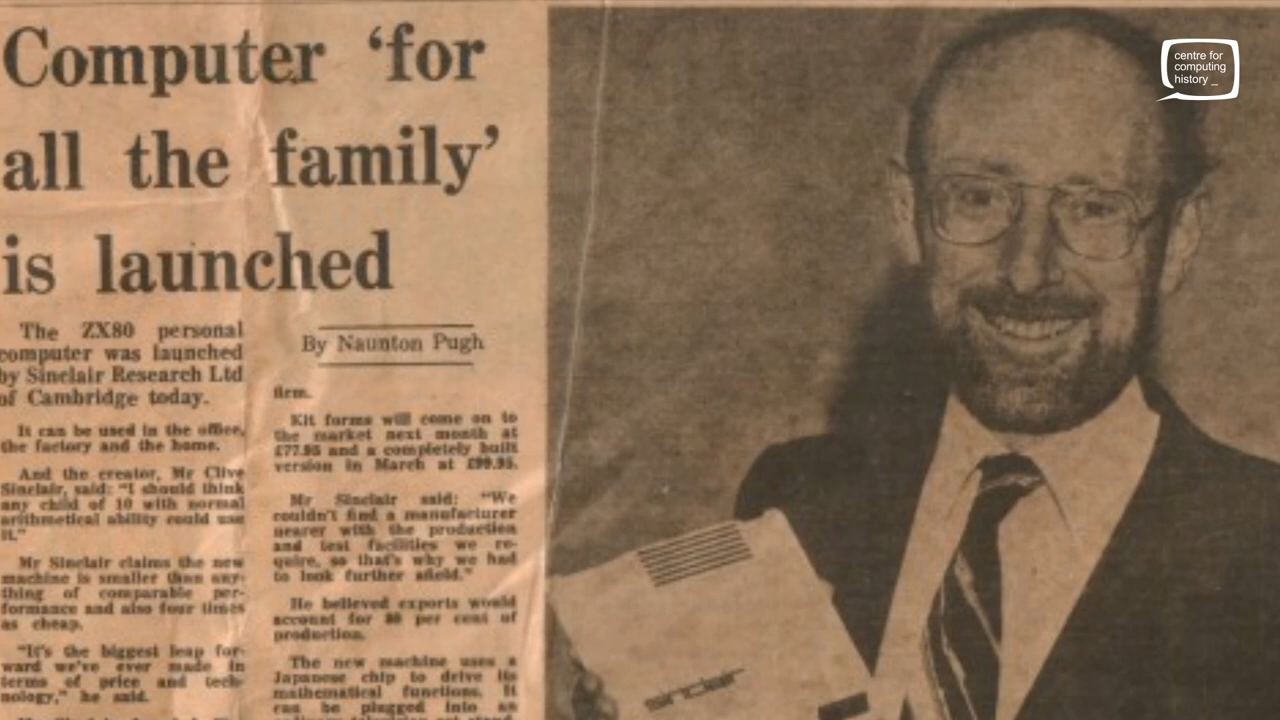 Computer ‘for
all the family’
is launched
The ZX80 personal
computer was launched
by Sinclair Research Ltd
of Cambridge today.
It can be used in the office,
the factory and the home.
And the creator, Mr Clive
Sinclair, said: “I should think
any child of 10 with normal
arithmetical ability could use
it.”
Mr Sinclair claims the new
machine is smaller than any-
thing of comparable per-
formance and also four times
as cheap.
“It's the biggest leap for-
ward we've ever made in
terms of price and tech-
nology,” he said.
By Naunton Pugh
firm.
Kit forms will come on to
the market next month at
£77.95 and a completely built
version in March at £99.95.
Mr Sinclair said: “We
couldn't find a manufacturer
nearer with the production
and test facilities we re-
quire, so that's why we had
to look further afield.”
He believed exports would
account for per cent of
production.
The new machine uses a
Japanese chip to drive its
mathematical functions. It
can be plugged into an
sinclair
centre for
computing
history _